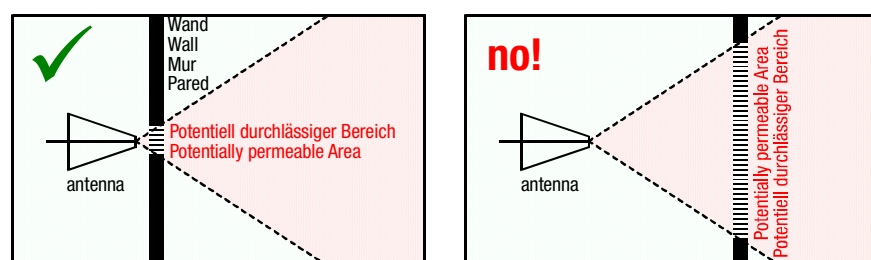 Wand
Wall
Mur
Pared
Potentiell durchlässiger Bereich
Potentially permeable Area
antenna
no!
antenna
Potentially permeable Area
Potentiell durchlässiger Bereich